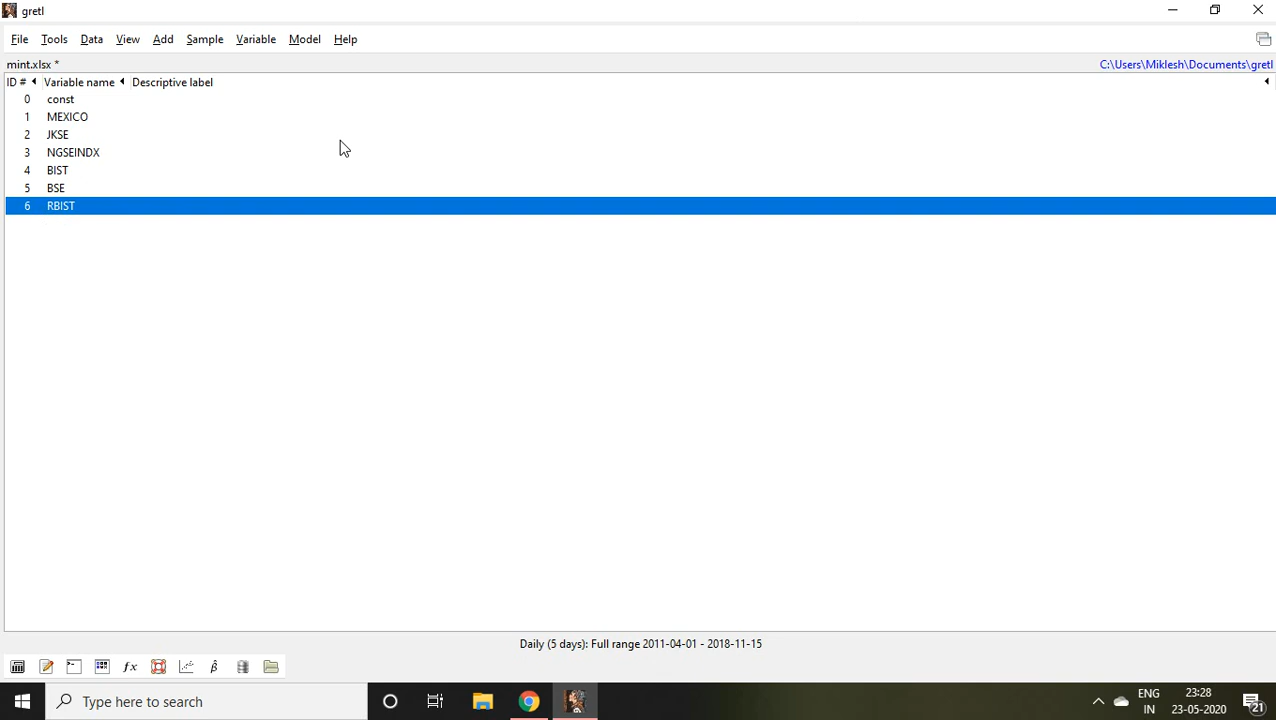 gretl
File Tools Data View Add Sample Variable Model Help
mint.xlsx * C:\Users\Miklesh\Documents\gretl
ID # Variable name Descriptive label
0 const
1 MEXICO
2 JKSE
3 NGSEINDX
4 BIST
5 BSE
6 RBIST
Daily (5 days): Full range 2011-04-01 - 2018-11-15
fx β̂
Type here to search
ENG 23:28
IN 23-05-2020 21